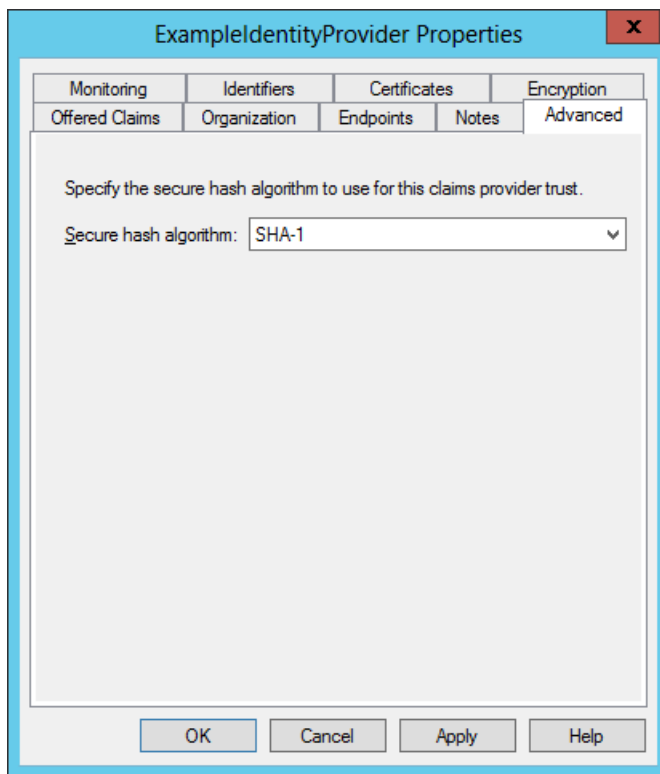 ExampleIdentityProvider Properties
x
Monitoring Identifiers Certificates Encryption
Offered Claims Organization Endpoints Notes Advanced
Specify the secure hash algorithm to use for this claims provider trust.
Secure hash algorithm: SHA-1
OK Cancel Apply Help